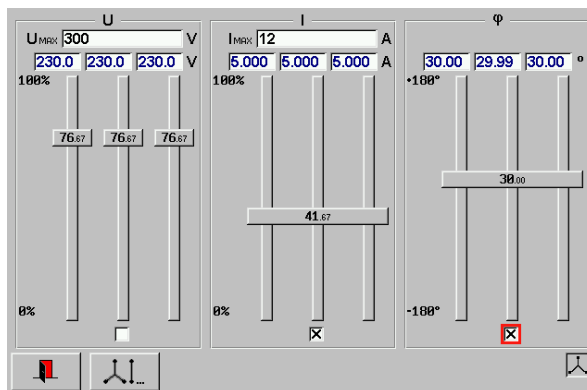 U
UMAX 300 V
230.0 230.0 230.0 V
100%
76.67 76.67 76.67
0%
I
IMAX 12 A
5.000 5.000 5.000 A
100%
41.67
0%
φ
30.00 29.99 30.00 °
+180°
30.00
-180°
...